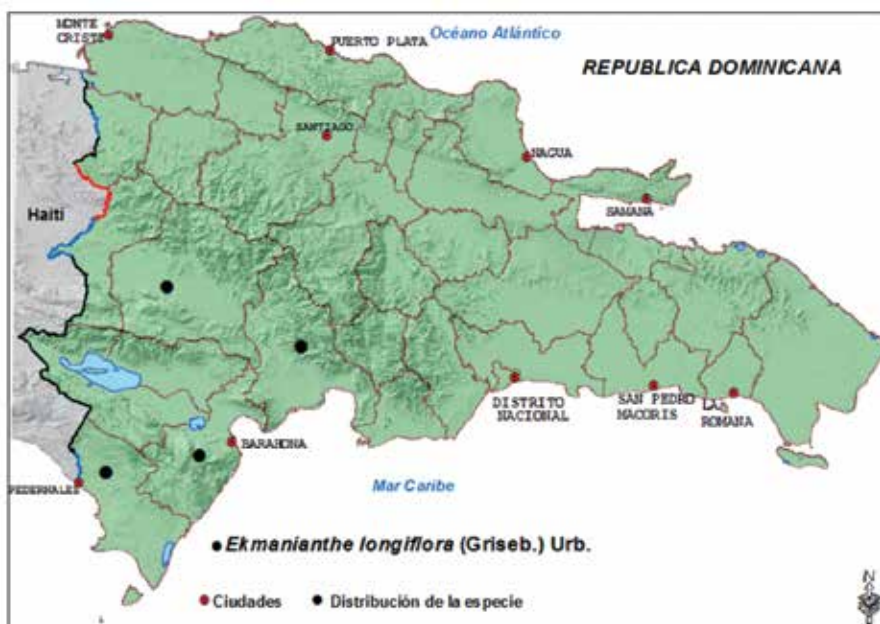 MONTE
CRISTI
PUERTO PLATA
Océano Atlántico
REPUBLICA DOMINICANA
SANTIAGO
NAGUA
SAMANA
Haití
DISTRITO
NACIONAL
SAN PEDRO
MACORIS
LA
ROMANA
BARAHONA
PEDERNALES
Mar Caribe
Ekmanianthe longiflora (Griseb.) Urb.
Ciudades
Distribución de la especie
N